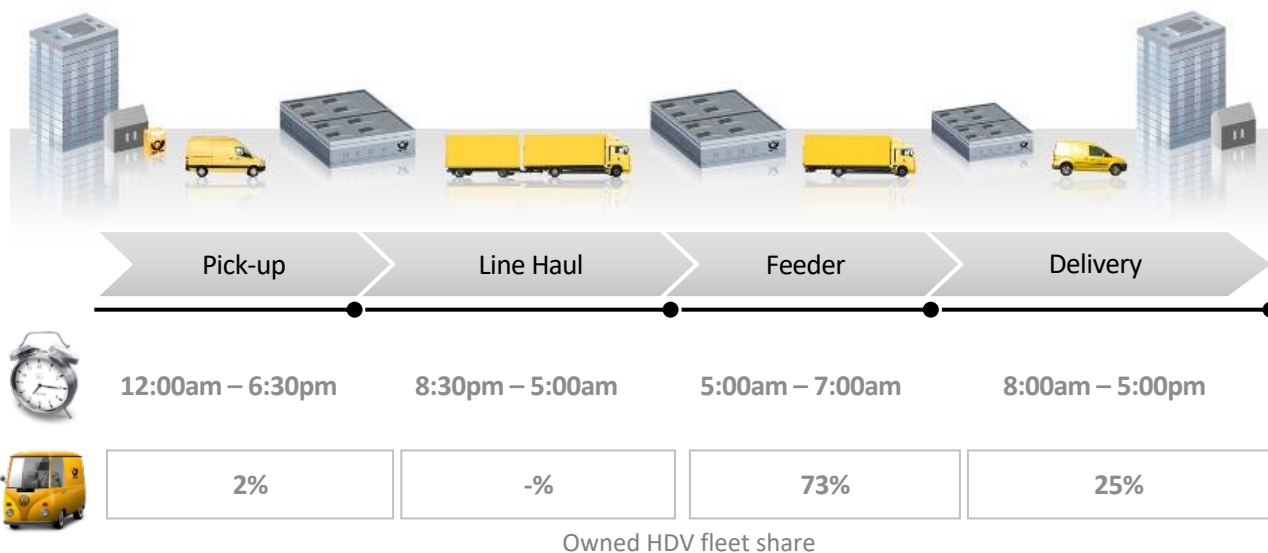 Pick-up
Line Haul
Feeder
Delivery
12:00am – 6:30pm
8:30pm – 5:00am
5:00am – 7:00am
8:00am – 5:00pm
2%
-%
73%
25%
Owned HDV fleet share